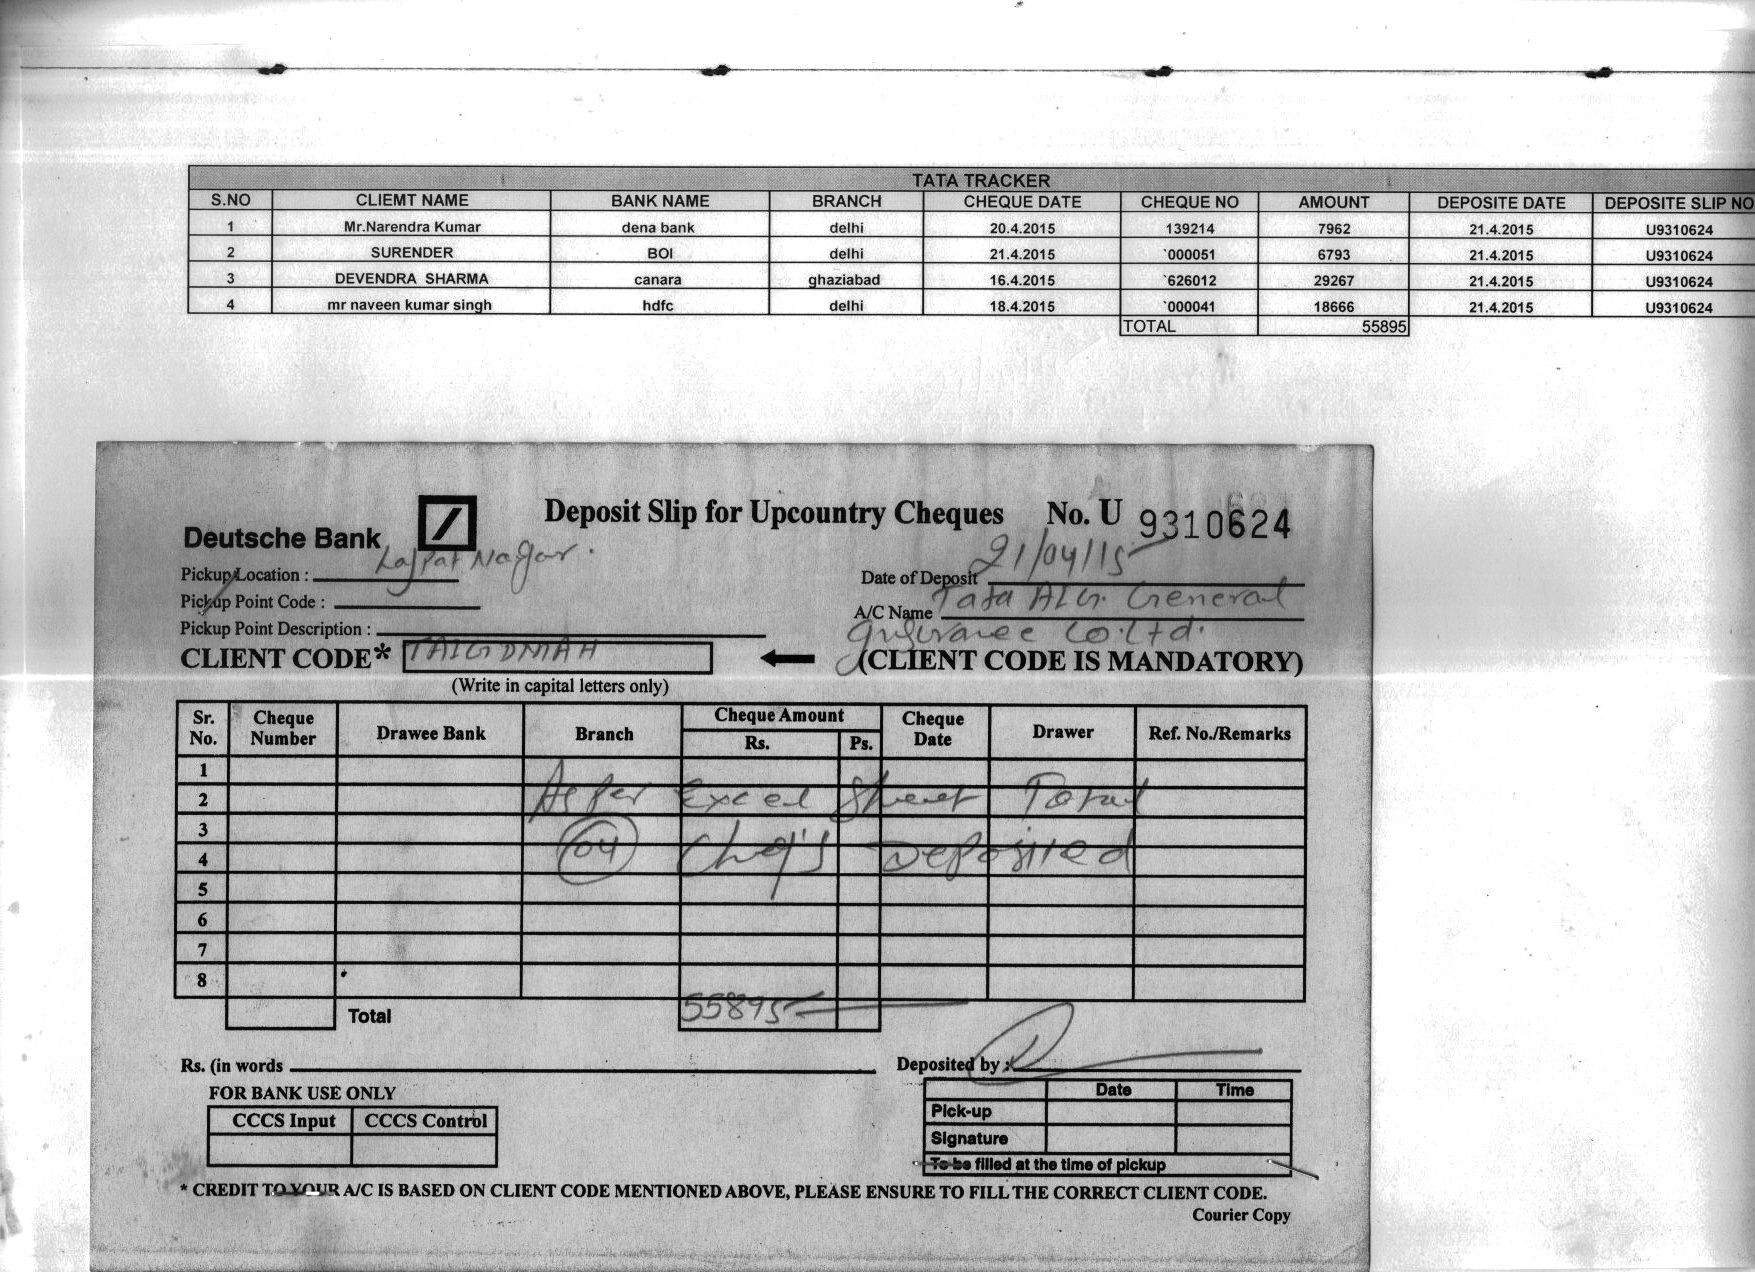 TATA TRACKER
S.NO CLIEMT NAME BANK NAME BRANCH CHEQUE DATE CHEQUE NO AMOUNT DEPOSITE DATE DEPOSITE SLIP NO
1 Mr.Narendra Kumar dena bank delhi 20.4.2015 139214 7962 21.4.2015 U9310624
2 SURENDER BOI delhi 21.4.2015 `000051 6793 21.4.2015 U9310624
3 DEVENDRA SHARMA canara ghaziabad 16.4.2015 `626012 29267 21.4.2015 U9310624
4 mr naveen kumar singh hdfc delhi 18.4.2015 `000041 18666 21.4.2015 U9310624
TOTAL 55895
Deutsche Bank
Deposit Slip for Upcountry Cheques No. U 9310624
Pickup Location : Lajpat Nagar.
Date of Deposit 21/04/15
Pickup Point Code :
A/C Name Tata AIG. General
Pickup Point Description :
Insurance Co. Ltd.
CLIENT CODE* TAIGDMAH (CLIENT CODE IS MANDATORY)
(Write in capital letters only)
Sr. No. Cheque Number Drawee Bank Branch Cheque Amount Rs. Ps. Cheque Date Drawer Ref. No./Remarks
1
2 As Per Excel Sheet Total
3
4 04 Chq's Deposited
5
6
7
8
Total 55895
Rs. (in words
Deposited by :
FOR BANK USE ONLY
CCCS Input CCCS Control
Date Time
Pick-up
Signature
To be filled at the time of pickup
* CREDIT TO YOUR A/C IS BASED ON CLIENT CODE MENTIONED ABOVE, PLEASE ENSURE TO FILL THE CORRECT CLIENT CODE.
Courier Copy